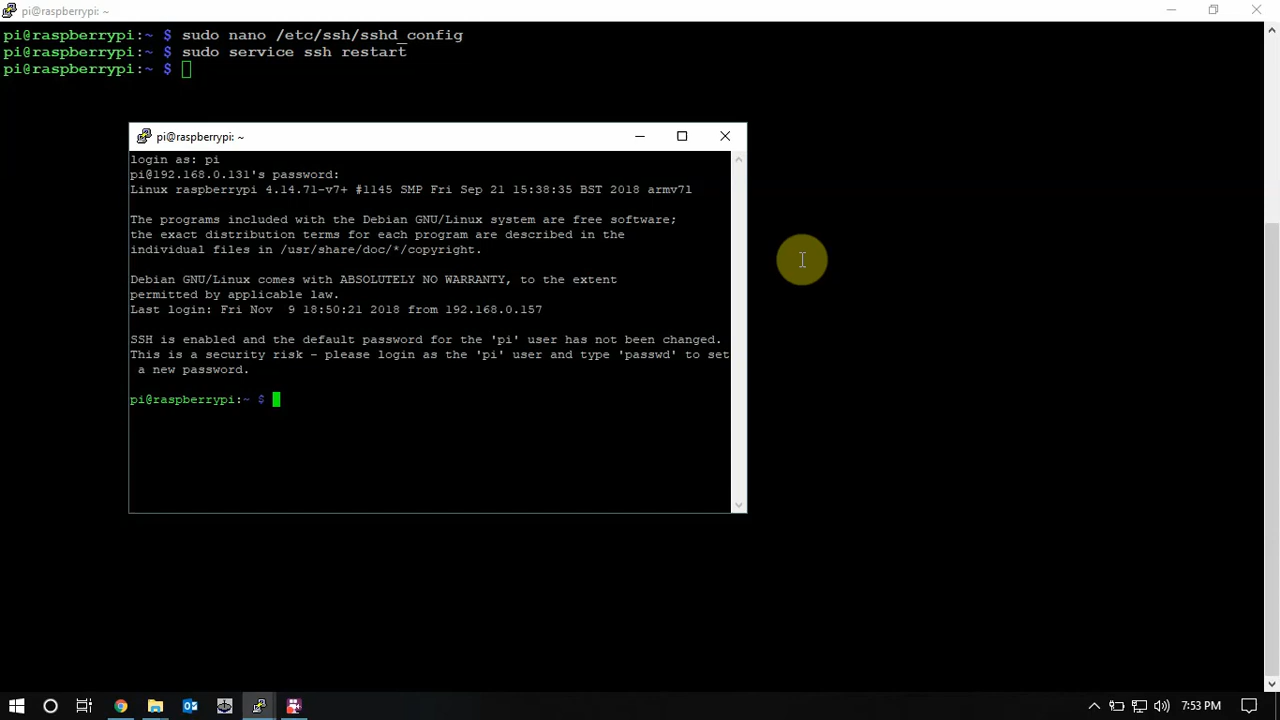 pi@raspberrypi: ~
pi@raspberrypi:~ $ sudo nano /etc/ssh/sshd_config
pi@raspberrypi:~ $ sudo service ssh restart
pi@raspberrypi:~ $
pi@raspberrypi: ~
login as: pi
pi@192.168.0.131's password:
Linux raspberrypi 4.14.71-v7+ #1145 SMP Fri Sep 21 15:38:35 BST 2018 armv7l

The programs included with the Debian GNU/Linux system are free software;
the exact distribution terms for each program are described in the
individual files in /usr/share/doc/*/copyright.

Debian GNU/Linux comes with ABSOLUTELY NO WARRANTY, to the extent
permitted by applicable law.
Last login: Fri Nov  9 18:50:21 2018 from 192.168.0.157

SSH is enabled and the default password for the 'pi' user has not been changed.
This is a security risk - please login as the 'pi' user and type 'passwd' to set
 a new password.

pi@raspberrypi:~ $
7:53 PM